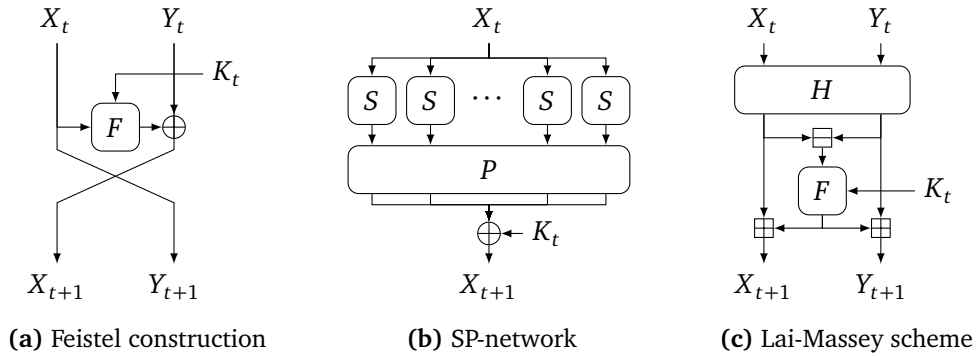 X_t Y_t
K_t
F
X_{t+1} Y_{t+1}
(a) Feistel construction
X_t
S S ··· S S
P
K_t
X_{t+1}
(b) SP-network
X_t Y_t
H
F
K_t
X_{t+1} Y_{t+1}
(c) Lai-Massey scheme